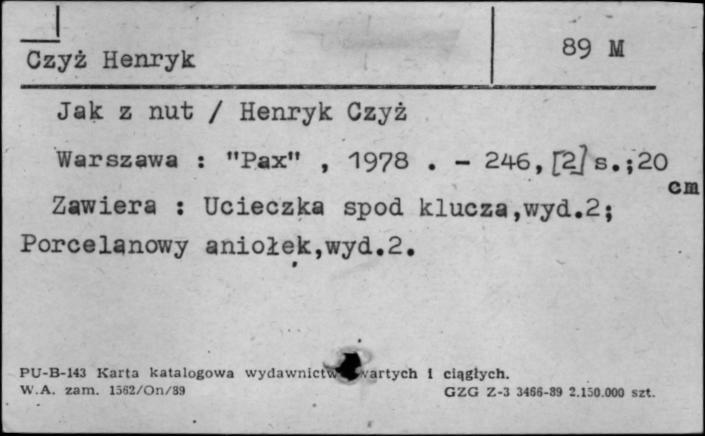 Czyż Henryk
89 M
Jak z nut / Henryk Czyż
Warszawa : "Pax" , 1978 . - 246, [2] s.;20 cm
Zawiera : Ucieczka spod klucza,wyd.2;
Porcelanowy aniołek,wyd.2.
PU-B-143 Karta katalogowa wydawnictw zwartych i ciągłych.
W.A. zam. 1562/On/89
GZG Z-3 3466-89 2.150.000 szt.